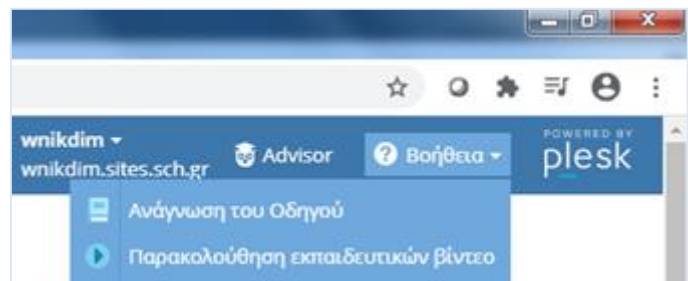 wnikdim
wnikdim.sites.sch.gr
Advisor
? Βοήθεια
POWERED BY
plesk
Ανάγνωση του Οδηγού
Παρακολούθηση εκπαιδευτικών βίντεο